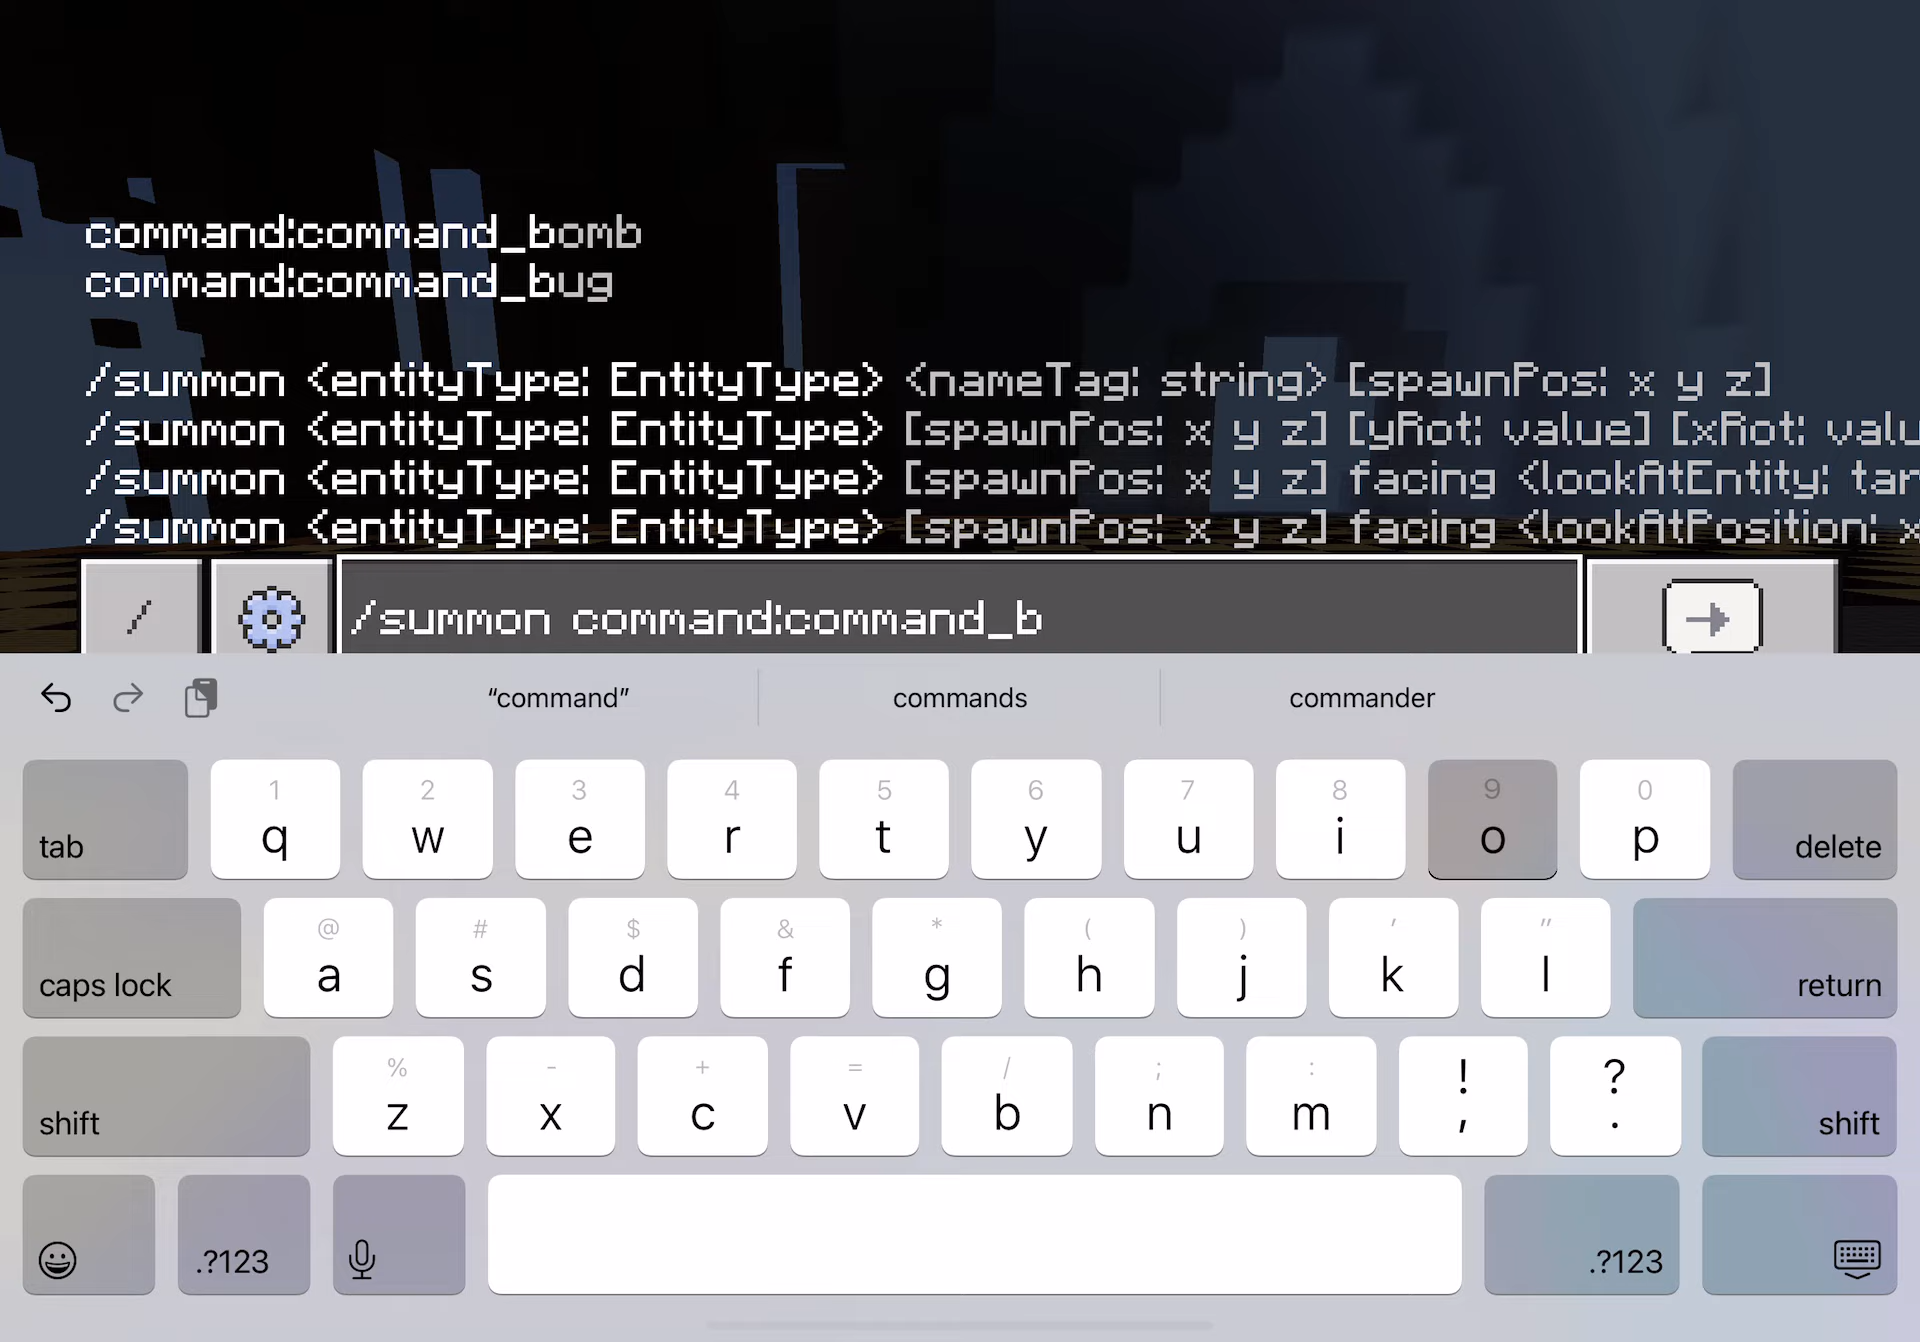 command:command_bomb
command:command_bug
/summon <entityType: EntityType> <nameTag: string> [spawnPos: x y z]
/summon <entityType: EntityType> [spawnPos: x y z] [yRot: value] [xRot: valu
/summon <entityType: EntityType> [spawnPos: x y z] facing <lookAtEntity: tar
/summon <entityType: EntityType> [spawnPos: x y z] facing <lookAtPosition: x
/ /summon command:command_b
“command” commands commander
1 2 3 4 5 6 7 8 9 0
tab q w e r t y u i o p delete
@ # $ & * ( ) ' "
caps lock a s d f g h j k l return
% - + = / ; : ! ?
shift z x c v b n m , . shift
.?123 .?123